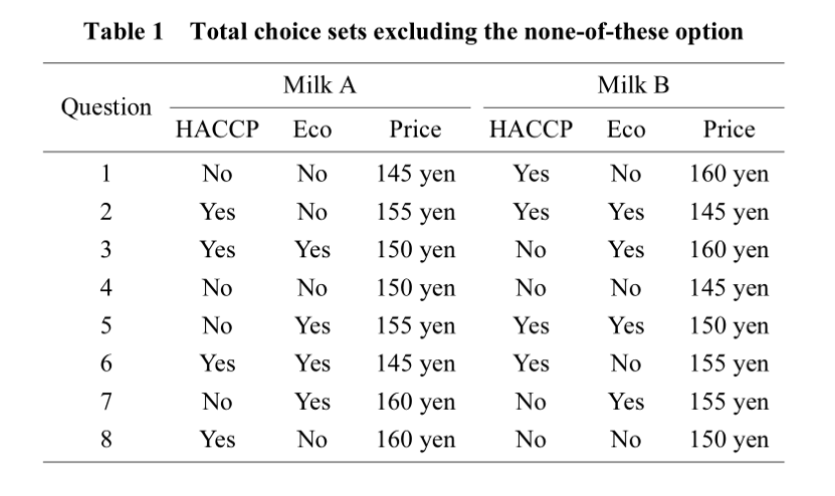 Table 1 Total choice sets excluding the none-of-these option
Question Milk A Milk B
HACCP Eco Price HACCP Eco Price
1 No No 145 yen Yes No 160 yen
2 Yes No 155 yen Yes Yes 145 yen
3 Yes Yes 150 yen No Yes 160 yen
4 No No 150 yen No No 145 yen
5 No Yes 155 yen Yes Yes 150 yen
6 Yes Yes 145 yen Yes No 155 yen
7 No Yes 160 yen No Yes 155 yen
8 Yes No 160 yen No No 150 yen